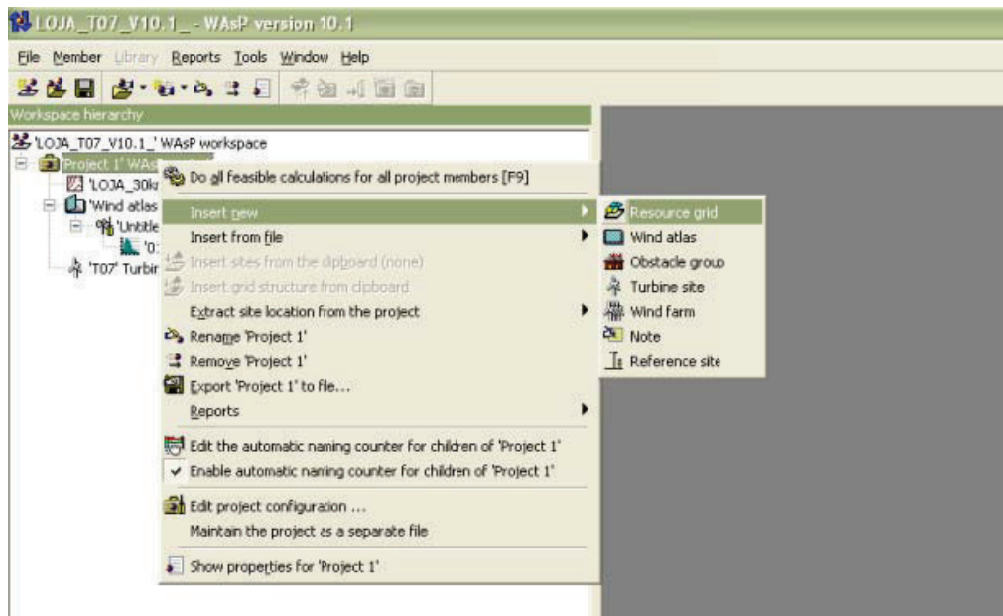 LOJA_T07_V10.1_ - WAsP version 10.1
File Member Library Reports Tools Window Help
Workspace hierarchy
'LOJA_T07_V10.1_' WAsP workspace
'Project 1' WAs
'LOJA_30k
'Wind atlas
'Untitle
'0
'T07' Turbin
Do all feasible calculations for all project members [F9]
Insert new
Insert from file
Insert sites from the clipboard (none)
Insert grid structure from clipboard
Extract site location from the project
Rename 'Project 1'
Remove 'Project 1'
Export 'Project 1' to file...
Reports
Edit the automatic naming counter for children of 'Project 1'
Enable automatic naming counter for children of 'Project 1'
Edit project configuration ...
Maintain the project as a separate file
Show properties for 'Project 1'
Resource grid
Wind atlas
Obstacle group
Turbine site
Wind farm
Note
Reference site